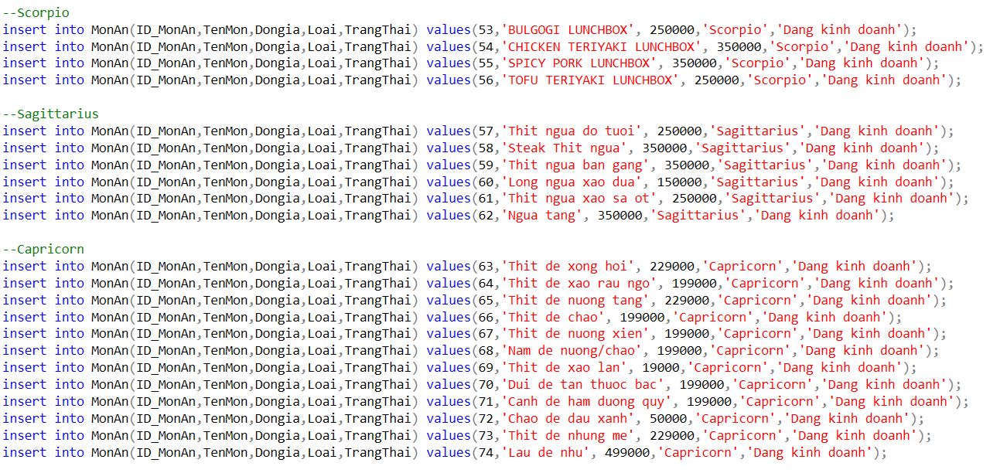 --Scorpio
insert into MonAn(ID_MonAn,TenMon,Dongia,Loai,TrangThai) values(53,'BULGOGI LUNCHBOX', 250000,'Scorpio','Dang kinh doanh');
insert into MonAn(ID_MonAn,TenMon,Dongia,Loai,TrangThai) values(54,'CHICKEN TERIYAKI LUNCHBOX', 350000,'Scorpio','Dang kinh doanh');
insert into MonAn(ID_MonAn,TenMon,Dongia,Loai,TrangThai) values(55,'SPICY PORK LUNCHBOX', 350000,'Scorpio','Dang kinh doanh');
insert into MonAn(ID_MonAn,TenMon,Dongia,Loai,TrangThai) values(56,'TOFU TERIYAKI LUNCHBOX', 250000,'Scorpio','Dang kinh doanh');
--Sagittarius
insert into MonAn(ID_MonAn,TenMon,Dongia,Loai,TrangThai) values(57,'Thit ngua do tuoi', 250000,'Sagittarius','Dang kinh doanh');
insert into MonAn(ID_MonAn,TenMon,Dongia,Loai,TrangThai) values(58,'Steak Thit ngua', 350000,'Sagittarius','Dang kinh doanh');
insert into MonAn(ID_MonAn,TenMon,Dongia,Loai,TrangThai) values(59,'Thit ngua ban gang', 350000,'Sagittarius','Dang kinh doanh');
insert into MonAn(ID_MonAn,TenMon,Dongia,Loai,TrangThai) values(60,'Long ngua xao dua', 150000,'Sagittarius','Dang kinh doanh');
insert into MonAn(ID_MonAn,TenMon,Dongia,Loai,TrangThai) values(61,'Thit ngua xao sa ot', 250000,'Sagittarius','Dang kinh doanh');
insert into MonAn(ID_MonAn,TenMon,Dongia,Loai,TrangThai) values(62,'Ngua tang', 350000,'Sagittarius','Dang kinh doanh');
--Capricorn
insert into MonAn(ID_MonAn,TenMon,Dongia,Loai,TrangThai) values(63,'Thit de xong hoi', 229000,'Capricorn','Dang kinh doanh');
insert into MonAn(ID_MonAn,TenMon,Dongia,Loai,TrangThai) values(64,'Thit de xao rau ngo', 199000,'Capricorn','Dang kinh doanh');
insert into MonAn(ID_MonAn,TenMon,Dongia,Loai,TrangThai) values(65,'Thit de nuong tang', 229000,'Capricorn','Dang kinh doanh');
insert into MonAn(ID_MonAn,TenMon,Dongia,Loai,TrangThai) values(66,'Thit de chao', 199000,'Capricorn','Dang kinh doanh');
insert into MonAn(ID_MonAn,TenMon,Dongia,Loai,TrangThai) values(67,'Thit de nuong xien', 199000,'Capricorn','Dang kinh doanh');
insert into MonAn(ID_MonAn,TenMon,Dongia,Loai,TrangThai) values(68,'Nam de nuong/chao', 199000,'Capricorn','Dang kinh doanh');
insert into MonAn(ID_MonAn,TenMon,Dongia,Loai,TrangThai) values(69,'Thit de xao lan', 19000,'Capricorn','Dang kinh doanh');
insert into MonAn(ID_MonAn,TenMon,Dongia,Loai,TrangThai) values(70,'Dui de tan thuoc bac', 199000,'Capricorn','Dang kinh doanh');
insert into MonAn(ID_MonAn,TenMon,Dongia,Loai,TrangThai) values(71,'Canh de ham duong quy', 199000,'Capricorn','Dang kinh doanh');
insert into MonAn(ID_MonAn,TenMon,Dongia,Loai,TrangThai) values(72,'Chao de dau xanh', 50000,'Capricorn','Dang kinh doanh');
insert into MonAn(ID_MonAn,TenMon,Dongia,Loai,TrangThai) values(73,'Thit de nhung me', 229000,'Capricorn','Dang kinh doanh');
insert into MonAn(ID_MonAn,TenMon,Dongia,Loai,TrangThai) values(74,'Lau de nhu', 499000,'Capricorn','Dang kinh doanh');